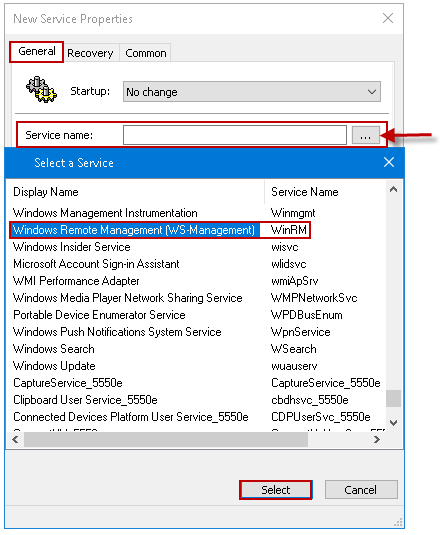 New Service Properties
General Recovery Common
Startup: No change
Service name: ...
Select a Service
Display Name Service Name
Windows Management Instrumentation Winmgmt
Windows Remote Management (WS-Management) WinRM
Windows Insider Service wisvc
Microsoft Account Sign-in Assistant wlidsvc
WMI Performance Adapter wmiApSrv
Windows Media Player Network Sharing Service WMPNetworkSvc
Portable Device Enumerator Service WPDBusEnum
Windows Push Notifications System Service WpnService
Windows Search WSearch
Windows Update wuauserv
CaptureService_5550e CaptureService_5550e
Clipboard User Service_5550e cbdhsvc_5550e
Connected Devices Platform User Service_5550e CDPUserSvc_5550e
Select Cancel